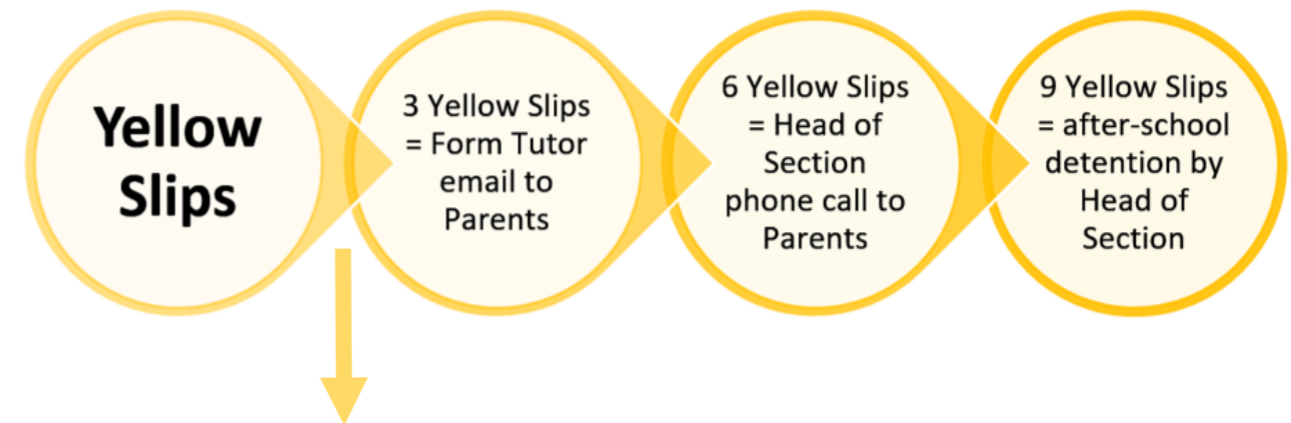 Yellow
Slips
3 Yellow Slips
= Form Tutor
email to
Parents
6 Yellow Slips
= Head of
Section
phone call to
Parents
9 Yellow Slips
= after-school
detention by
Head of
Section